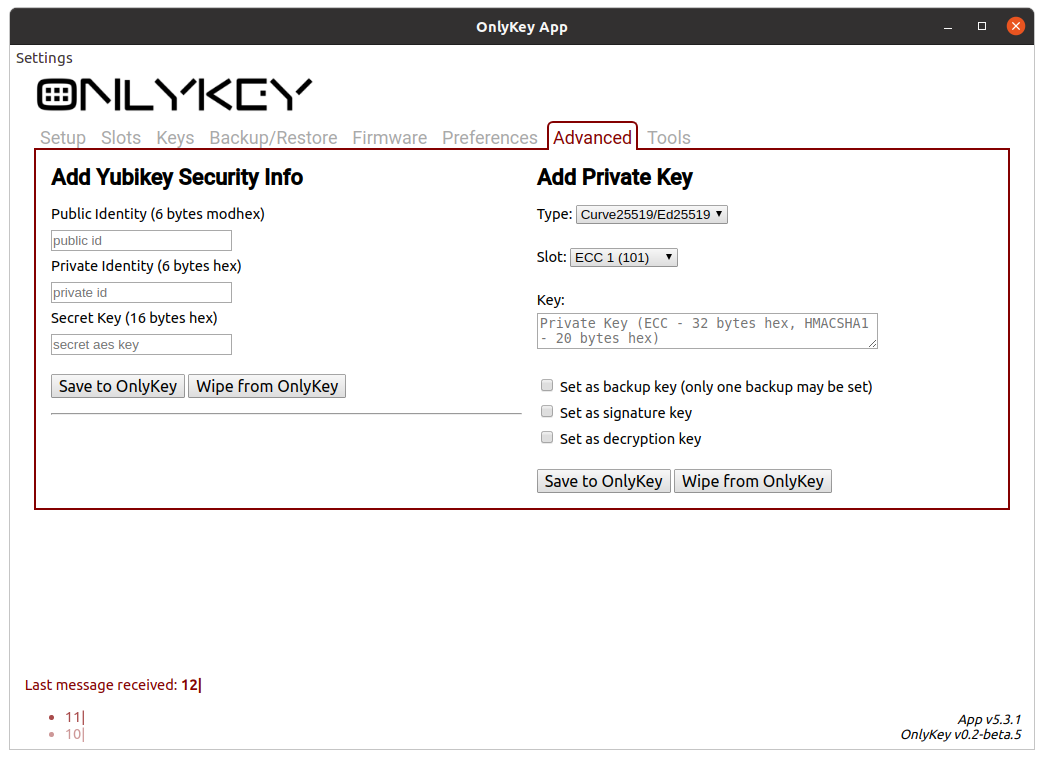 OnlyKey App
Settings
ONLYKEY
Setup Slots Keys Backup/Restore Firmware Preferences Advanced Tools
Add Yubikey Security Info
Public Identity (6 bytes modhex)
public id
Private Identity (6 bytes hex)
private id
Secret Key (16 bytes hex)
secret aes key
Save to OnlyKey Wipe from OnlyKey
Add Private Key
Type: Curve25519/Ed25519
Slot: ECC 1 (101)
Key:
Private Key (ECC - 32 bytes hex, HMACSHA1
- 20 bytes hex)
Set as backup key (only one backup may be set)
Set as signature key
Set as decryption key
Save to OnlyKey Wipe from OnlyKey
Last message received: 12|
11|
10|
App v5.3.1
OnlyKey v0.2-beta.5